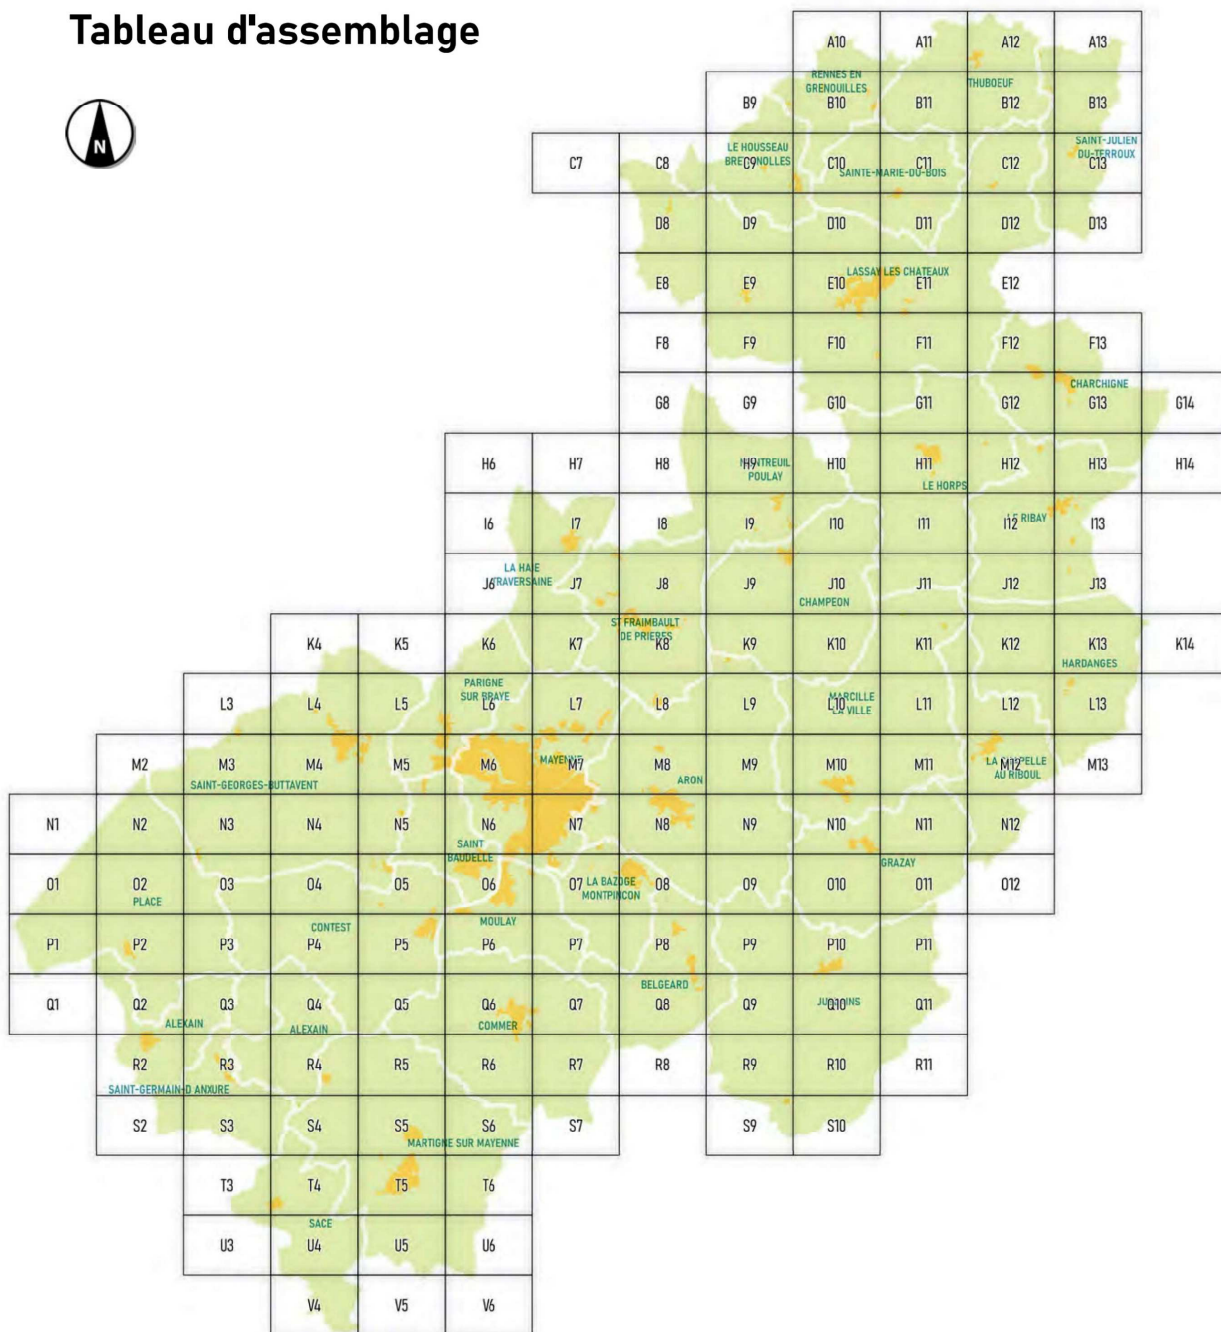 Tableau d'assemblage
N
A10 A11 A12 A13
RENNES EN
GRENOUILLES
THUBOEUF
B9 B10 B11 B12 B13
LE HOUSSEAU
BRETIGNOLLES
SAINT-JULIEN
DU-TERROUX
C7 C8 C9 C10 C11 C12 C13
SAINTE-MARIE-DU-BOIS
D8 D9 D10 D11 D12 D13
LASSAY LES CHATEAUX
E8 E9 E10 E11 E12
F8 F9 F10 F11 F12 F13
CHARCHIGNE
G8 G9 G10 G11 G12 G13 G14
H6 H7 H8 H9 H10 H11 H12 H13 H14
MONTREUIL
POULAY
LE HORPS
I6 I7 I8 I9 I10 I11 I12 I13
LE RIBAY
LA HAIE
TRAVERSAINE
J6 J7 J8 J9 J10 J11 J12 J13
CHAMPEON
ST FRAIMBAULT
DE PRIERES
K4 K5 K6 K7 K8 K9 K10 K11 K12 K13 K14
HARDANGES
PARIGNE
SUR BRAYE
MARCILLE
LA VILLE
L3 L4 L5 L6 L7 L8 L9 L10 L11 L12 L13
MAYENNE
M2 M3 M4 M5 M6 M7 M8 M9 M10 M11 M12 M13
LA CHAPELLE
AU RIBOUL
SAINT-GEORGES-BUTTAVENT
ARON
N1 N2 N3 N4 N5 N6 N7 N8 N9 N10 N11 N12
SAINT
BAUDELLE
GRAZAY
O1 O2 O3 O4 O5 O6 O7 O8 O9 O10 O11 O12
LA BAZOGE
MONTPINCON
PLACE
CONTEST
MOULAY
P1 P2 P3 P4 P5 P6 P7 P8 P9 P10 P11
BELGEARD
Q1 Q2 Q3 Q4 Q5 Q6 Q7 Q8 Q9 Q10 Q11
JUBLAINS
ALEXAIN
ALEXAIN
COMMER
R2 R3 R4 R5 R6 R7 R8 R9 R10 R11
SAINT-GERMAIN-D ANXURE
S2 S3 S4 S5 S6 S7 S9 S10
MARTIGNE SUR MAYENNE
T3 T4 T5 T6
SACE
U3 U4 U5 U6
V4 V5 V6